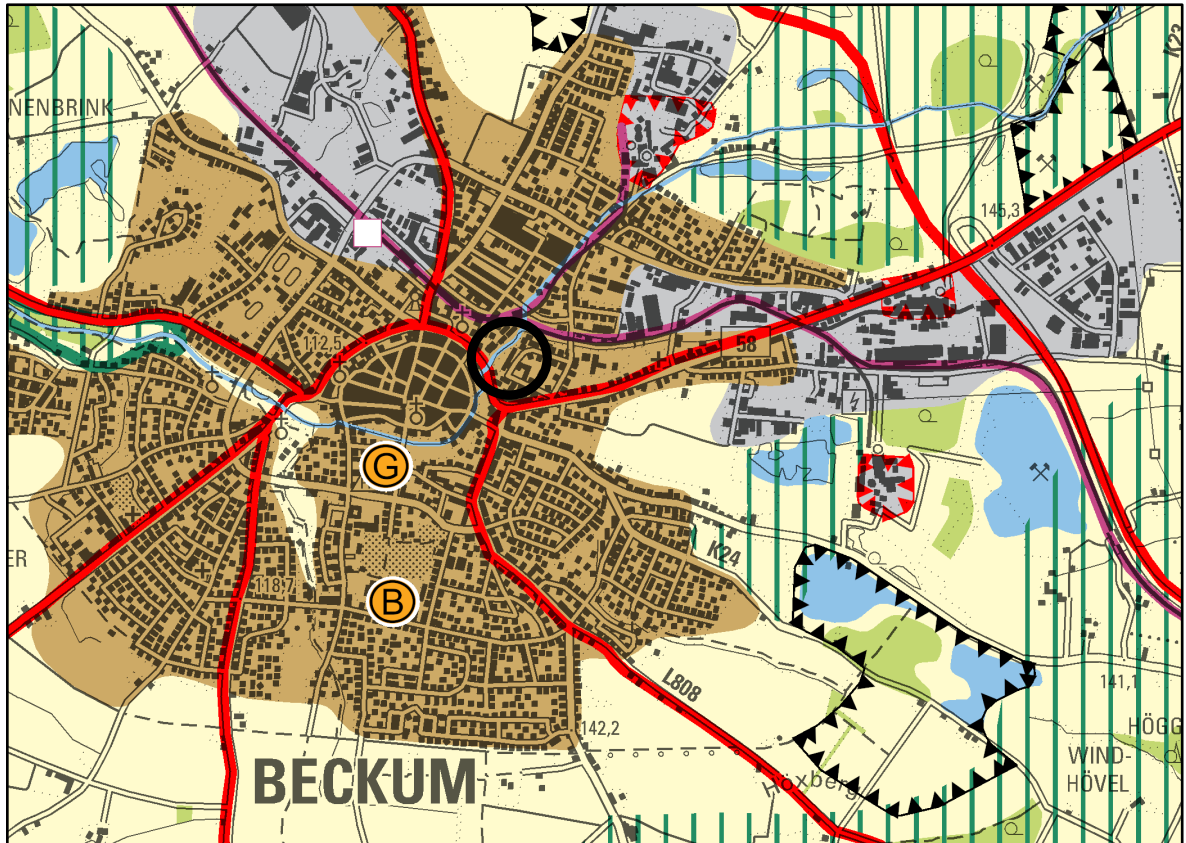 K23
NENBRINK
145,3
112,5
58
G
ER
K24
118,7
B
L808
141,1
142,2
HÖGG
WIND-
HÖVEL
BECKUM
Höxberg